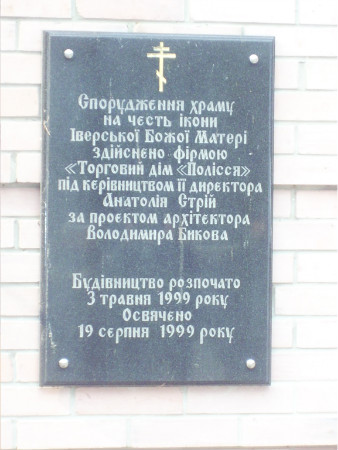 Спорудження храму
на честь ікони
Іверської Божої Матері
здійснено фірмою
«Торговий дім «Полісся»
під керівництвом її директора
Анатолія Стрій
за проектом архітектора
Володимира Бикова
Будівництво розпочато
3 травня 1999 року
Освячено
19 серпня 1999 року